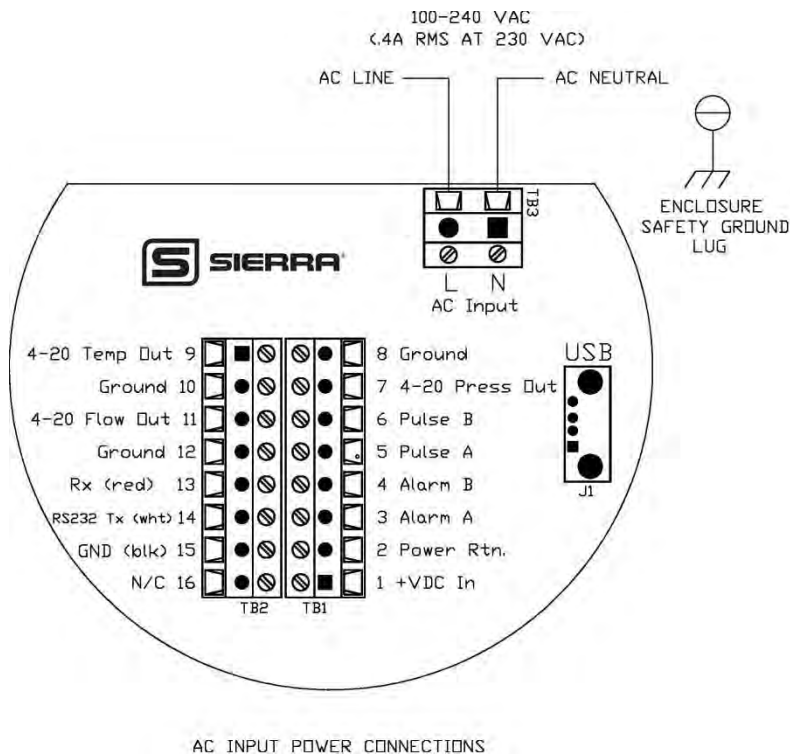 100-240 VAC
(.4A RMS AT 230 VAC)
AC LINE
AC NEUTRAL
ENCLOSURE
SAFETY GROUND
LUG
TB3
SIERRA
L N
AC Input
4-20 Temp Out 9
Ground 10
4-20 Flow Out 11
Ground 12
Rx (red) 13
RS232 Tx (wht) 14
GND (blk) 15
N/C 16
TB2
TB1
8 Ground
7 4-20 Press Out
6 Pulse B
5 Pulse A
4 Alarm B
3 Alarm A
2 Power Rtn.
1 +VDC In
USB
J1
AC INPUT POWER CONNECTIONS